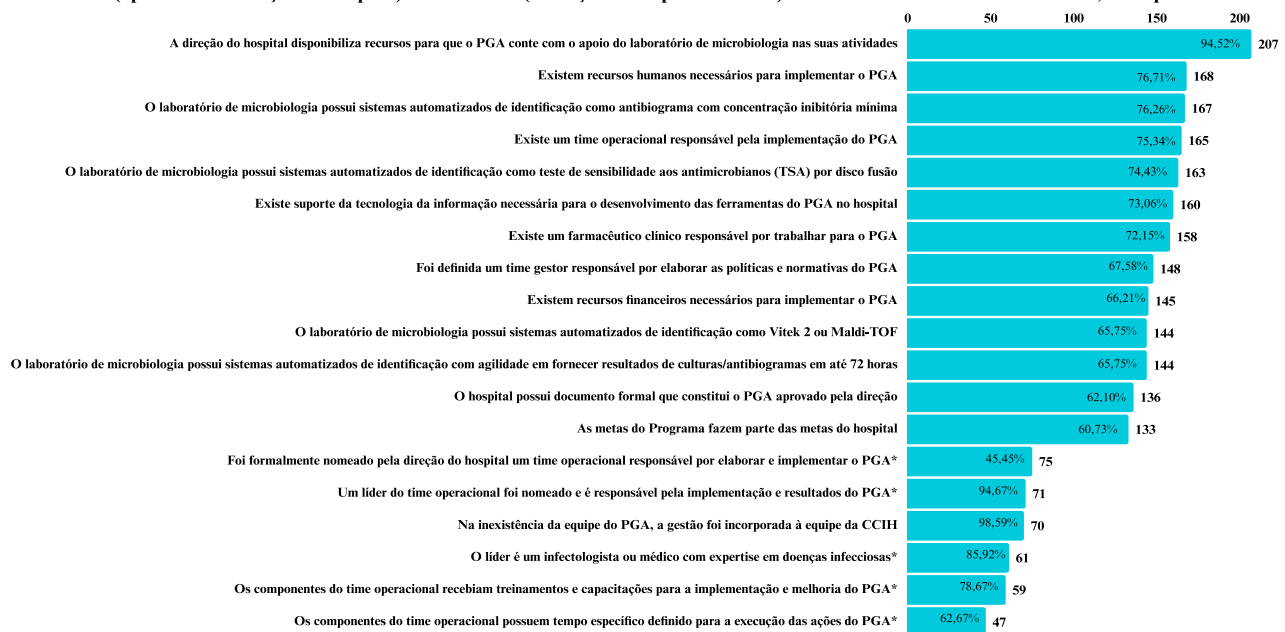 0 50 100 150 200
A direção do hospital disponibiliza recursos para que o PGA conte com o apoio do laboratório de microbiologia nas suas atividades 94,52% 207
Existem recursos humanos necessários para implementar o PGA 76,71% 168
O laboratório de microbiologia possui sistemas automatizados de identificação como antibiograma com concentração inibitória mínima 76,26% 167
Existe um time operacional responsável pela implementação do PGA 75,34% 165
O laboratório de microbiologia possui sistemas automatizados de identificação como teste de sensibilidade aos antimicrobianos (TSA) por disco fusão 74,43% 163
Existe suporte da tecnologia da informação necessária para o desenvolvimento das ferramentas do PGA no hospital 73,06% 160
Existe um farmacêutico clínico responsável por trabalhar para o PGA 72,15% 158
Foi definida um time gestor responsável por elaborar as políticas e normativas do PGA 67,58% 148
Existem recursos financeiros necessários para implementar o PGA 66,21% 145
O laboratório de microbiologia possui sistemas automatizados de identificação como Vitek 2 ou Maldi-TOF 65,75% 144
O laboratório de microbiologia possui sistemas automatizados de identificação com agilidade em fornecer resultados de culturas/antibiogramas em até 72 horas 65,75% 144
O hospital possui documento formal que constitui o PGA aprovado pela direção 62,10% 136
As metas do Programa fazem parte das metas do hospital 60,73% 133
Foi formalmente nomeado pela direção do hospital um time operacional responsável por elaborar e implementar o PGA* 45,45% 75
Um líder do time operacional foi nomeado e é responsável pela implementação e resultados do PGA* 94,67% 71
Na inexistência da equipe do PGA, a gestão foi incorporada à equipe da CCIH 98,59% 70
O líder é um infectologista ou médico com expertise em doenças infecciosas* 85,92% 61
Os componentes do time operacional recebiam treinamentos e capacitações para a implementação e melhoria do PGA* 78,67% 59
Os componentes do time operacional possuem tempo específico definido para a execução das ações do PGA* 62,67% 47